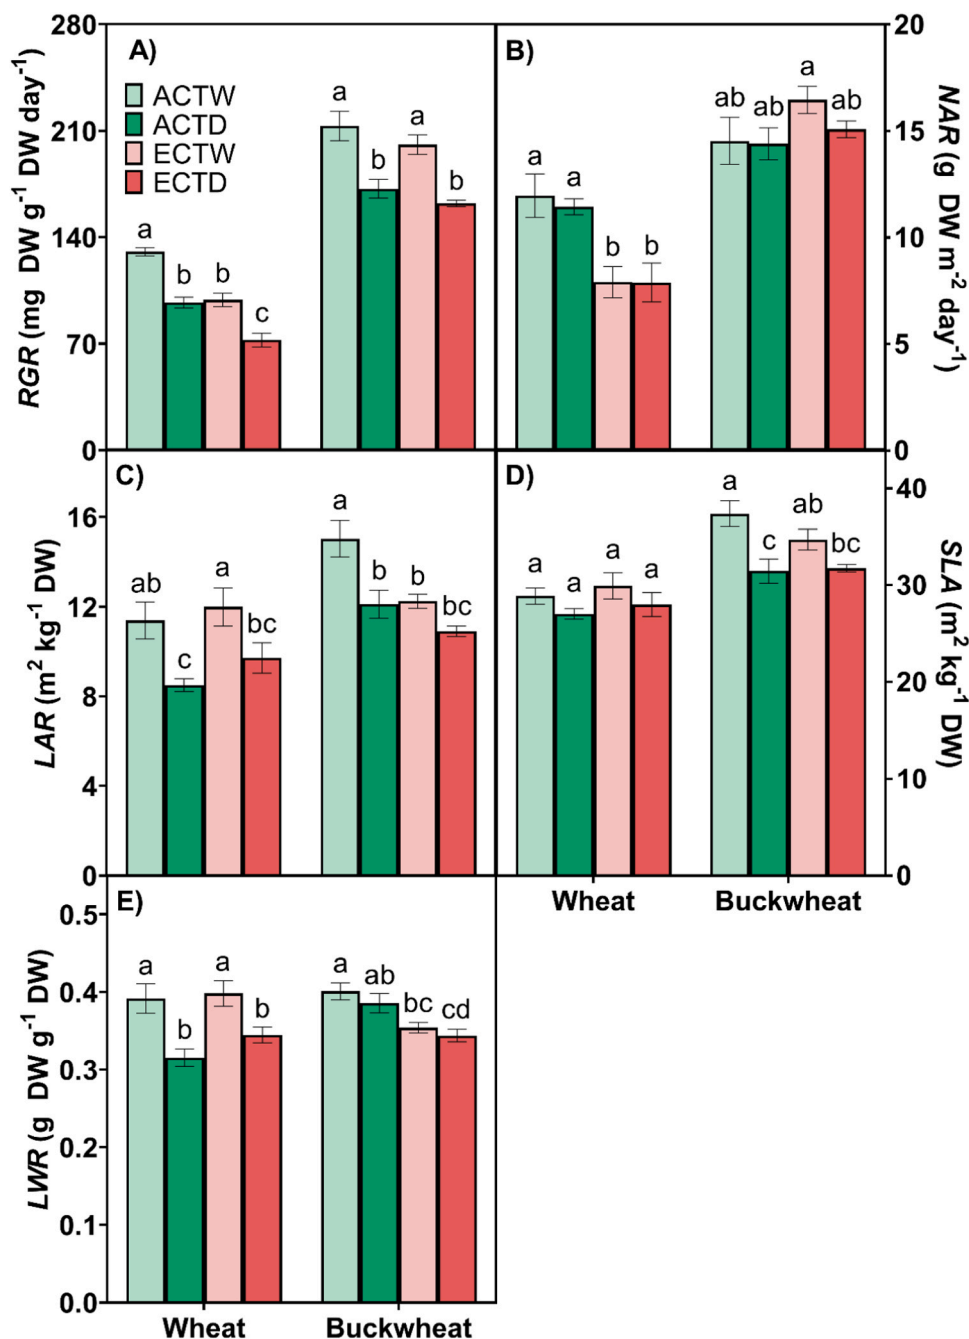 A)
ACTW
ACTD
ECTW
ECTD
RGR (mg DW g⁻¹ DW day⁻¹)
280
210
140
70
0
a
b
b
c
a
b
a
b
B)
a
a
b
b
ab
ab
a
ab
20
15
10
5
0
NAR (g DW m⁻² day⁻¹)
C)
LAR (m² kg⁻¹ DW)
16
12
8
4
0
ab
c
a
bc
a
b
b
bc
D)
a
a
a
a
a
c
ab
bc
40
30
20
10
0
SLA (m² kg⁻¹ DW)
Wheat Buckwheat
E)
LWR (g DW g⁻¹ DW)
0.5
0.4
0.3
0.2
0.1
0.0
a
b
a
b
a
ab
bc
cd
Wheat Buckwheat